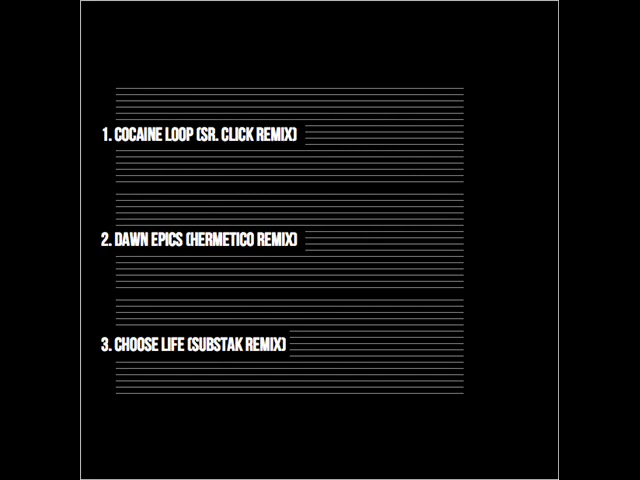 1. COCAINE LOOP (SR. CLICK REMIX)
2. DAWN EPICS (HERMETICO REMIX)
3. CHOOSE LIFE (SUBSTAK REMIX)